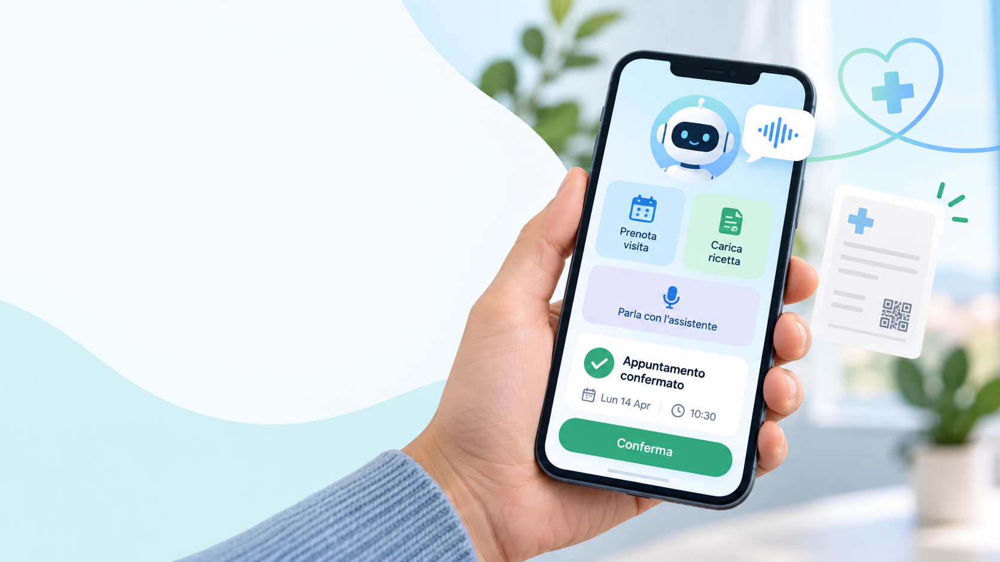 Prenota
visita
Carica
ricetta
Parla con l'assistente
Appuntamento
confermato
Lun 14 Apr
10:30
Conferma